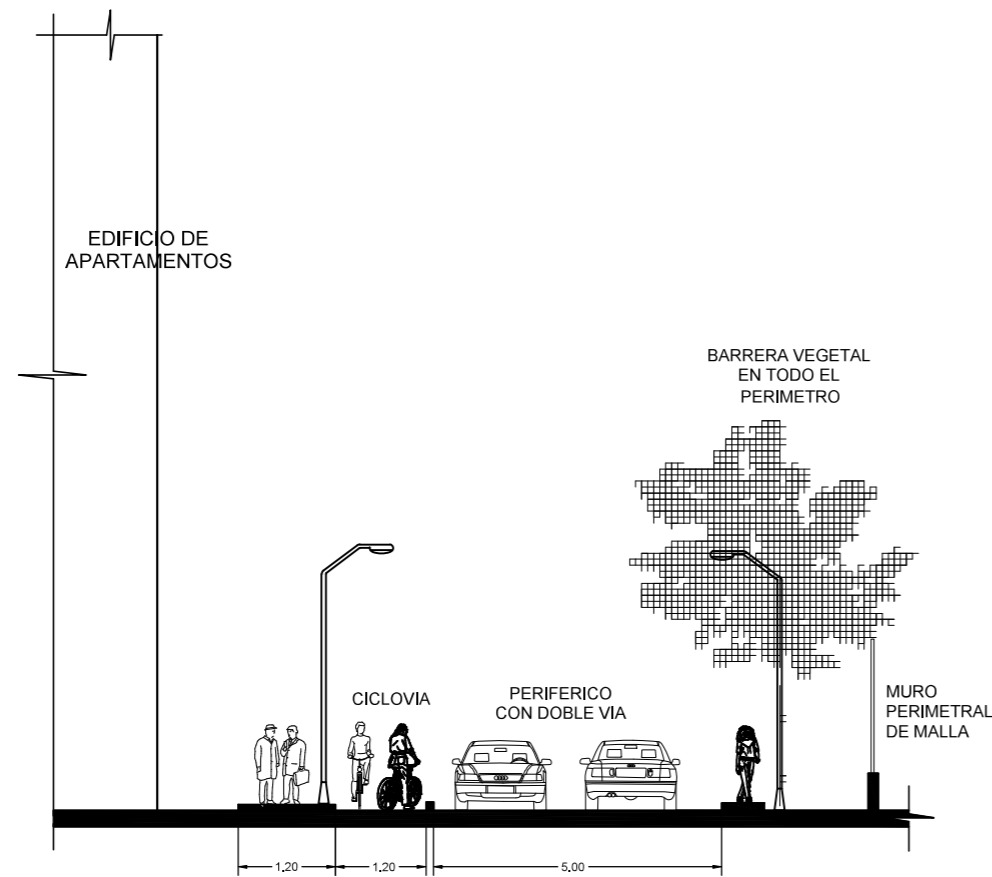 EDIFICIO DE
APARTAMENTOS
BARRERA VEGETAL
EN TODO EL
PERIMETRO
CICLOVIA
PERIFERICO
CON DOBLE VIA
MURO
PERIMETRAL
DE MALLA
1.20
1.20
5.00